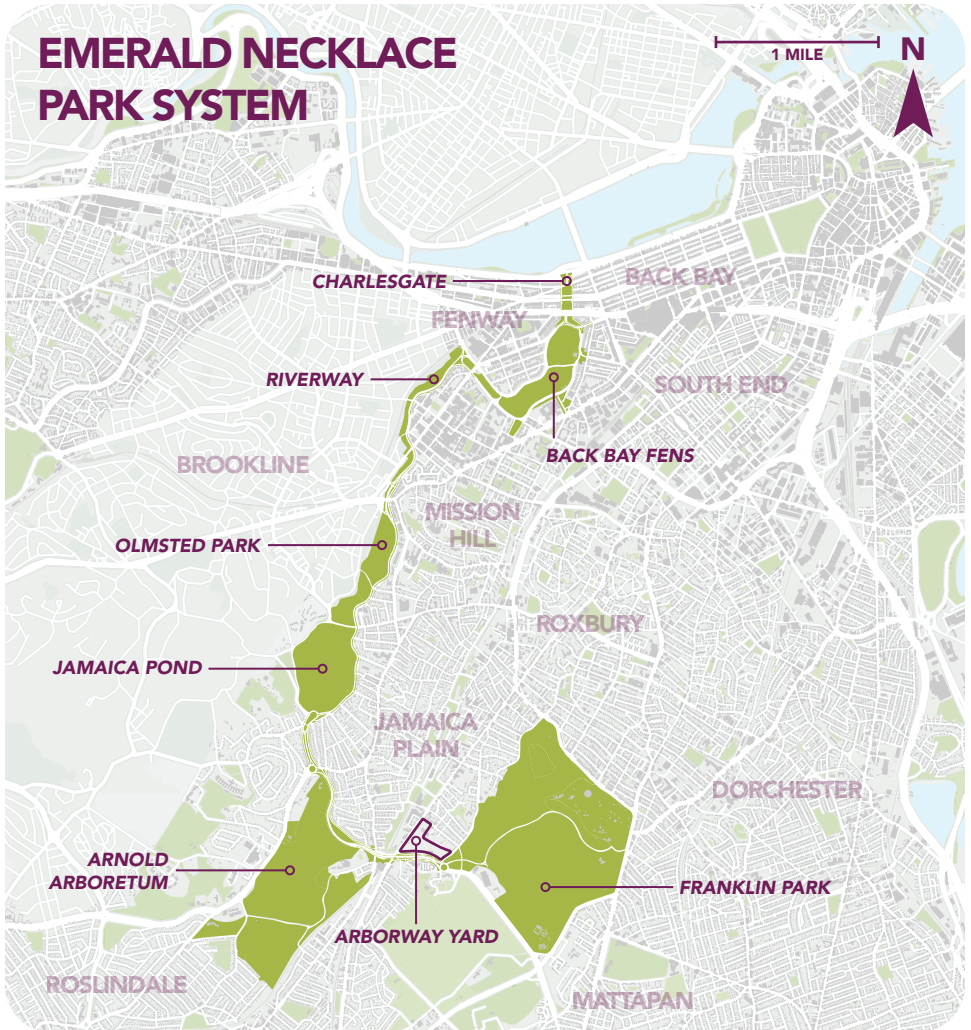 EMERALD NECKLACE
PARK SYSTEM
1 MILE
N
CHARLESGATE
BACK BAY
FENWAY
RIVERWAY
SOUTH END
BACK BAY FENS
BROOKLINE
MISSION
HILL
OLMSTED PARK
ROXBURY
JAMAICA POND
JAMAICA
PLAIN
DORCHESTER
ARNOLD
ARBORETUM
FRANKLIN PARK
ARBORWAY YARD
ROSLINDALE
MATTAPAN